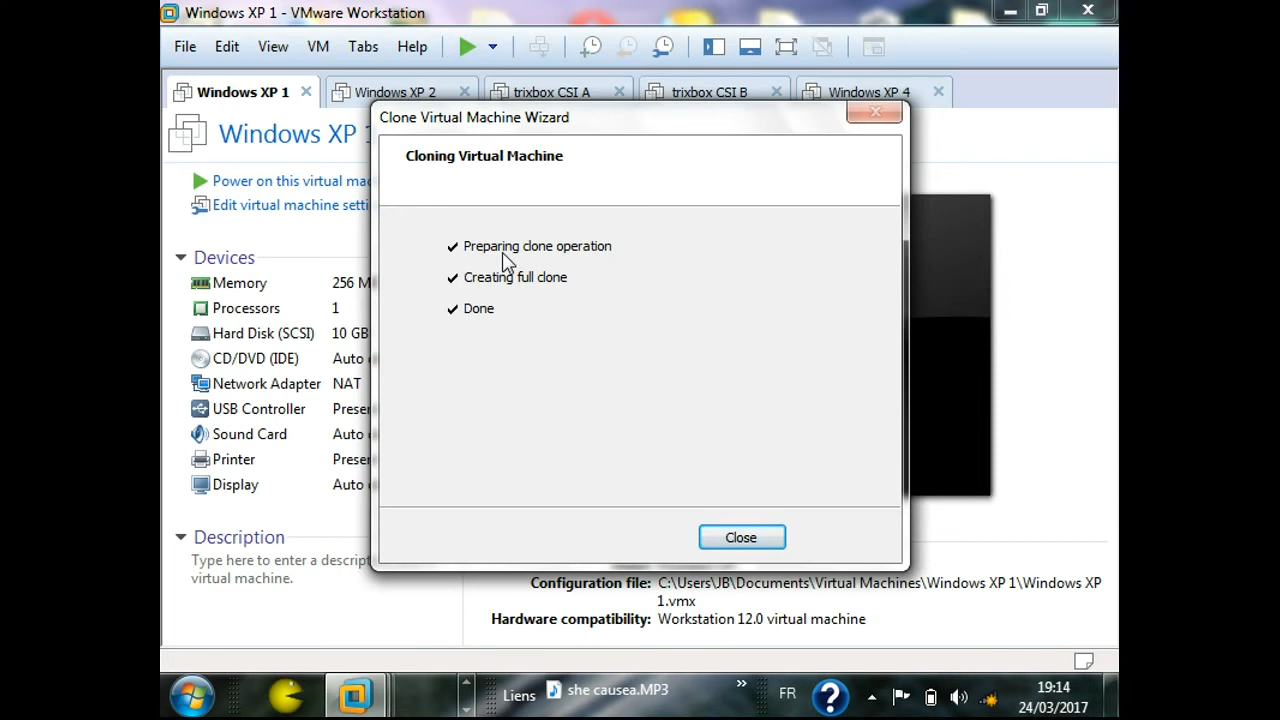 Windows XP 1 - VMware Workstation
File Edit View VM Tabs Help
Windows XP 1 Windows XP 2 trixbox CSI A trixbox CSI B Windows XP 4
Clone Virtual Machine Wizard
Windows XP 1
Cloning Virtual Machine
Power on this virtual mac
Edit virtual machine setti
Preparing clone operation
Creating full clone
Done
Devices
Memory 256 M
Processors 1
Hard Disk (SCSI) 10 GB
CD/DVD (IDE) Auto
Network Adapter NAT
USB Controller Preser
Sound Card Auto
Printer Preser
Display Auto
Close
Description
Type here to enter a descript
virtual machine.
Configuration file: C:\Users\JB\Documents\Virtual Machines\Windows XP 1\Windows XP
1.vmx
Hardware compatibility: Workstation 12.0 virtual machine
Liens she causea.MP3 » FR ? 19:14
24/03/2017